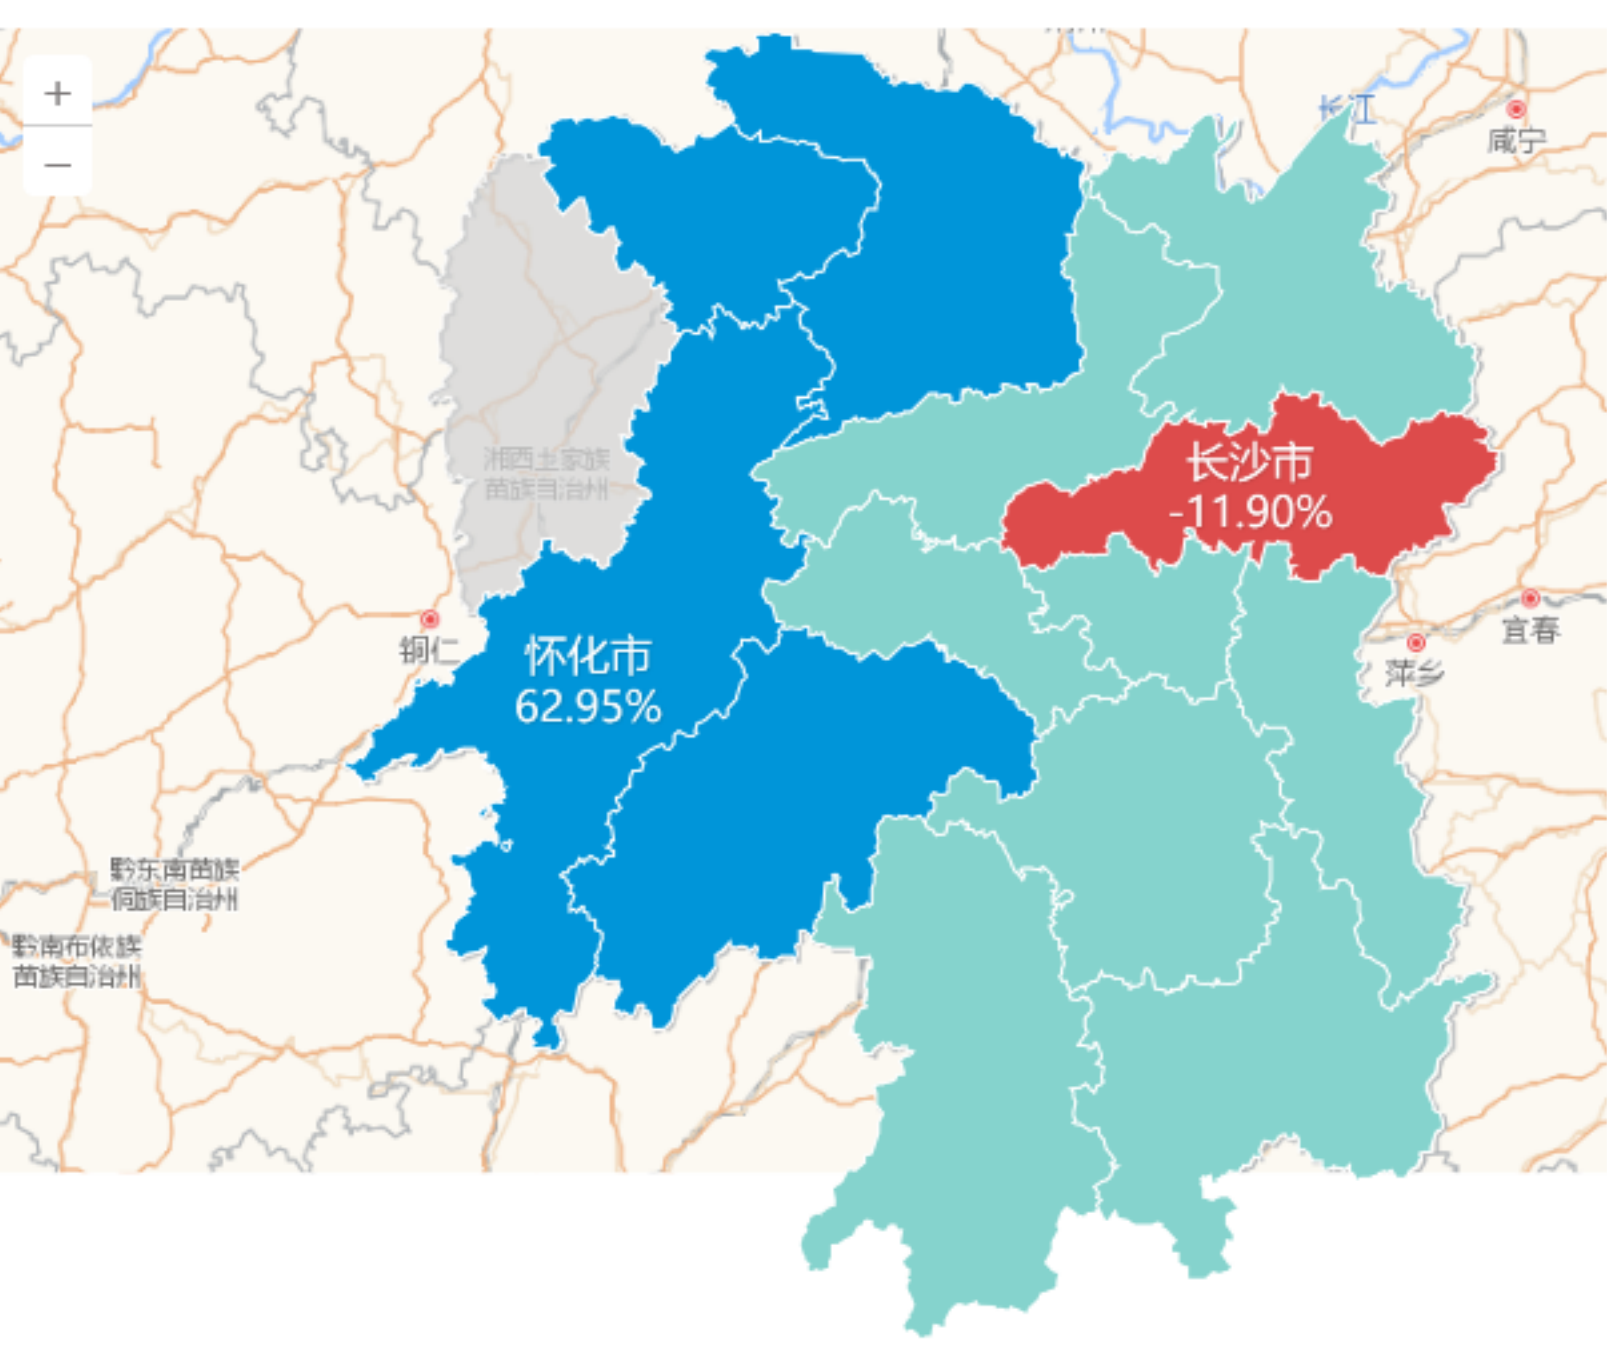 +
−
长江
咸宁
湘西土家族
苗族自治州
长沙市
-11.90%
铜仁
怀化市
62.95%
宜春
萍乡
黔东南苗族
侗族自治州
黔南布依族
苗族自治州